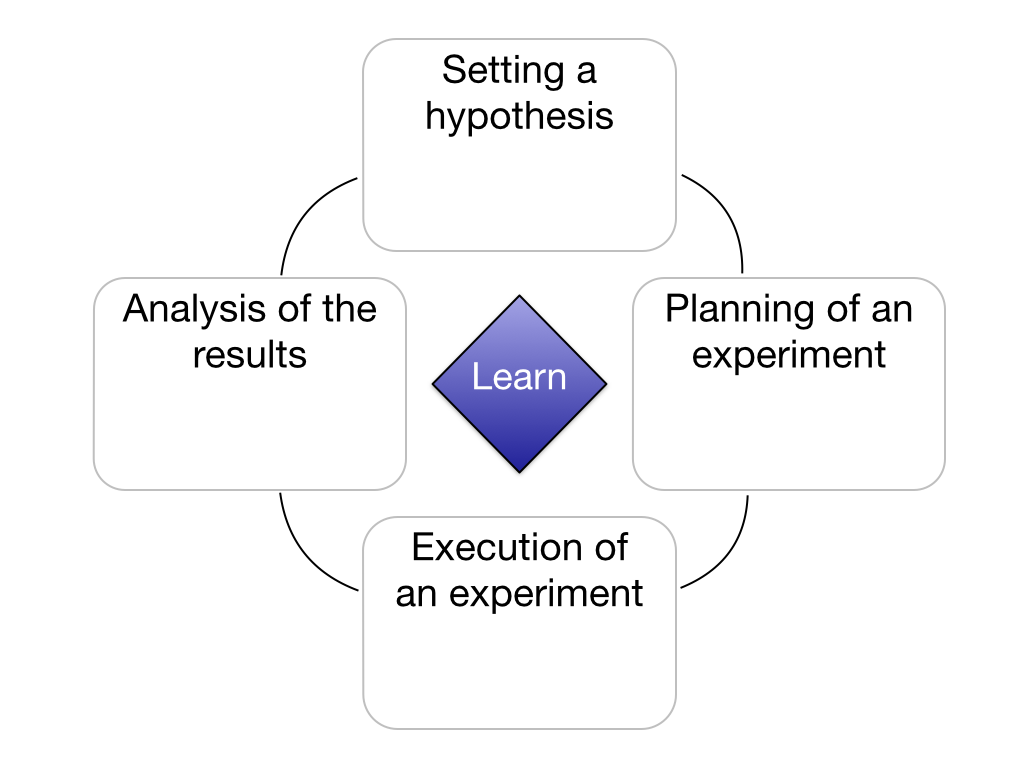 Setting a
hypothesis
Analysis of the
results
Learn
Planning of an
experiment
Execution of
an experiment